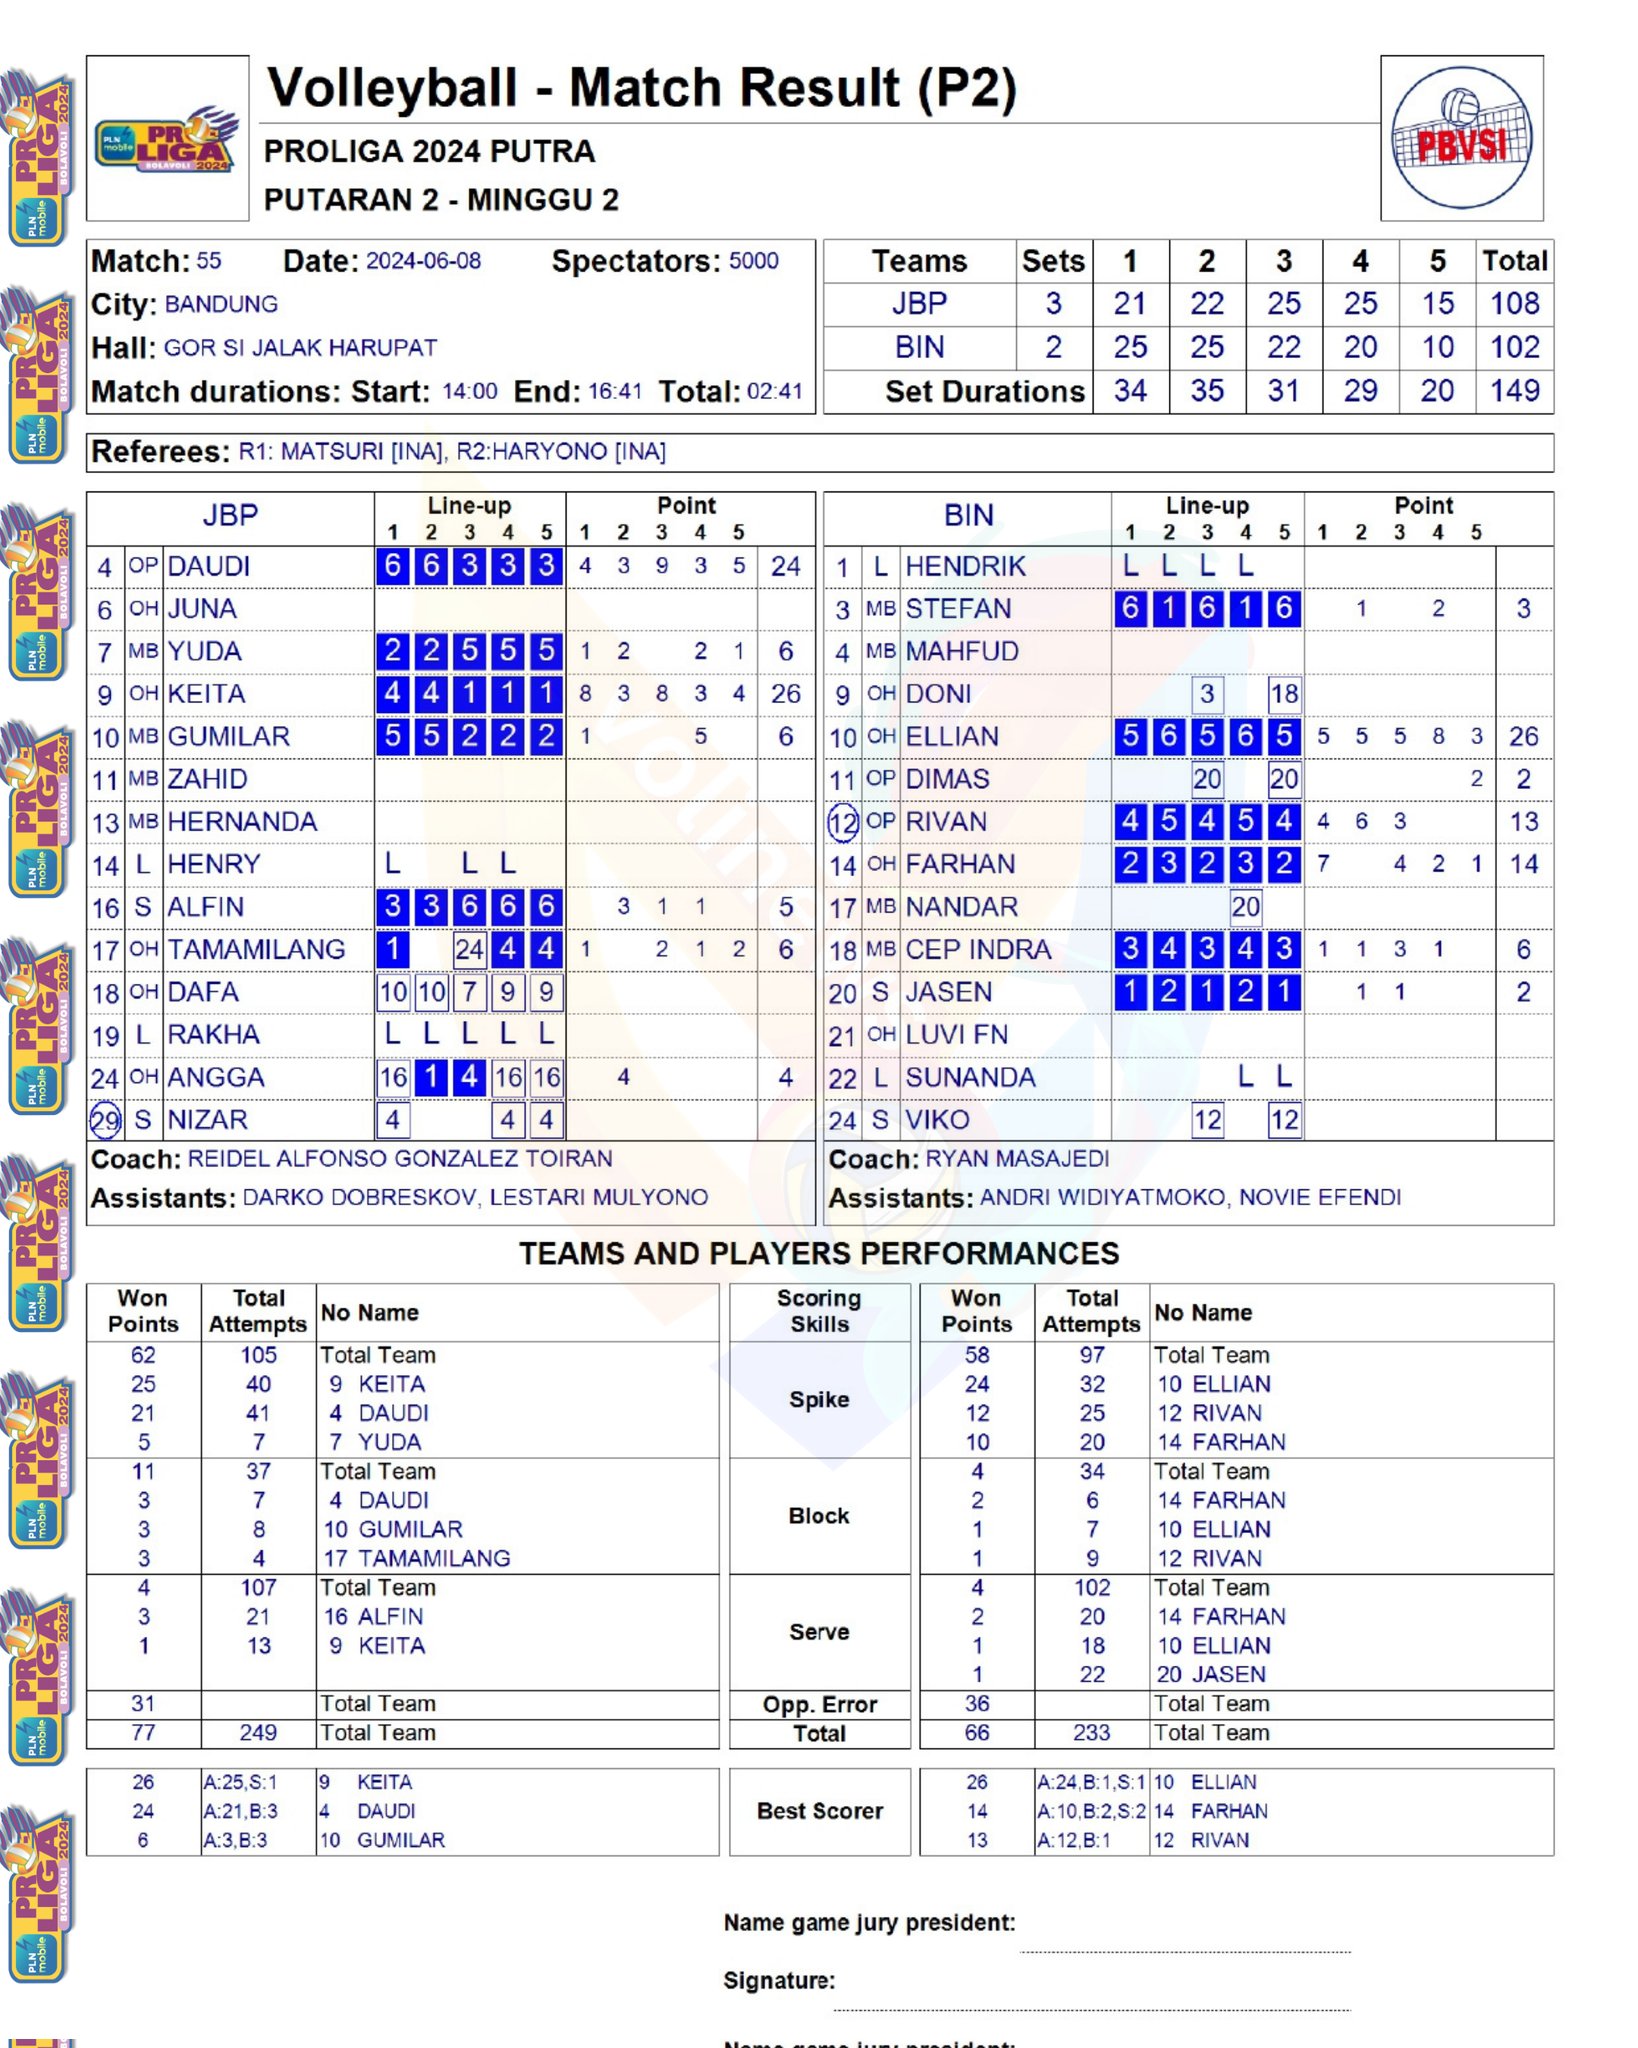 Volleyball - Match Result (P2)
PROLIGA 2024 PUTRA
PUTARAN 2 - MINGGU 2
PLN mobile PROLIGA BOLAVOLI 2024
PBVSI
Match: 55 Date: 2024-06-08 Spectators: 5000
City: BANDUNG
Hall: GOR SI JALAK HARUPAT
Match durations: Start: 14:00 End: 16:41 Total: 02:41
Teams Sets 1 2 3 4 5 Total
JBP 3 21 22 25 25 15 108
BIN 2 25 25 22 20 10 102
Set Durations 34 35 31 29 20 149
Referees: R1: MATSURI [INA], R2:HARYONO [INA]
JBP Line-up Point
1 2 3 4 5 1 2 3 4 5
4 OP DAUDI 6 6 3 3 3 4 3 9 3 5 24
6 OH JUNA
7 MB YUDA 2 2 5 5 5 1 2 2 1 6
9 OH KEITA 4 4 1 1 1 8 3 8 3 4 26
10 MB GUMILAR 5 5 2 2 2 1 5 6
11 MB ZAHID
13 MB HERNANDA
14 L HENRY L L L
16 S ALFIN 3 3 6 6 6 3 1 1 5
17 OH TAMAMILANG 1 24 4 4 1 2 1 2 6
18 OH DAFA 10 10 7 9 9
19 L RAKHA L L L L L
24 OH ANGGA 16 1 4 16 16 4 4
29 S NIZAR 4 4 4
Coach: REIDEL ALFONSO GONZALEZ TOIRAN
Assistants: DARKO DOBRESKOV, LESTARI MULYONO
BIN Line-up Point
1 2 3 4 5 1 2 3 4 5
1 L HENDRIK L L L L
3 MB STEFAN 6 1 6 1 6 1 2 3
4 MB MAHFUD
9 OH DONI 3 18
10 OH ELLIAN 5 6 5 6 5 5 5 5 8 3 26
11 OP DIMAS 20 20 2 2
12 OP RIVAN 4 5 4 5 4 4 6 3 13
14 OH FARHAN 2 3 2 3 2 7 4 2 1 14
17 MB NANDAR 20
18 MB CEP INDRA 3 4 3 4 3 1 1 3 1 6
20 S JASEN 1 2 1 2 1 1 1 2
21 OH LUVI FN
22 L SUNANDA L L
24 S VIKO 12 12
Coach: RYAN MASAJEDI
Assistants: ANDRI WIDIYATMOKO, NOVIE EFENDI
TEAMS AND PLAYERS PERFORMANCES
Won Points Total Attempts No Name Scoring Skills Won Points Total Attempts No Name
62 105 Total Team Spike 58 97 Total Team
25 40 9 KEITA 24 32 10 ELLIAN
21 41 4 DAUDI 12 25 12 RIVAN
5 7 7 YUDA 10 20 14 FARHAN
11 37 Total Team Block 4 34 Total Team
3 7 4 DAUDI 2 6 14 FARHAN
3 8 10 GUMILAR 1 7 10 ELLIAN
3 4 17 TAMAMILANG 1 9 12 RIVAN
4 107 Total Team Serve 4 102 Total Team
3 21 16 ALFIN 2 20 14 FARHAN
1 13 9 KEITA 1 18 10 ELLIAN
1 22 20 JASEN
31 Total Team Opp. Error 36 Total Team
77 249 Total Team Total 66 233 Total Team
26 A:25,S:1 9 KEITA Best Scorer 26 A:24,B:1,S:1 10 ELLIAN
24 A:21,B:3 4 DAUDI 14 A:10,B:2,S:2 14 FARHAN
6 A:3,B:3 10 GUMILAR 13 A:12,B:1 12 RIVAN
Name game jury president:
Signature:
Name game jury president: